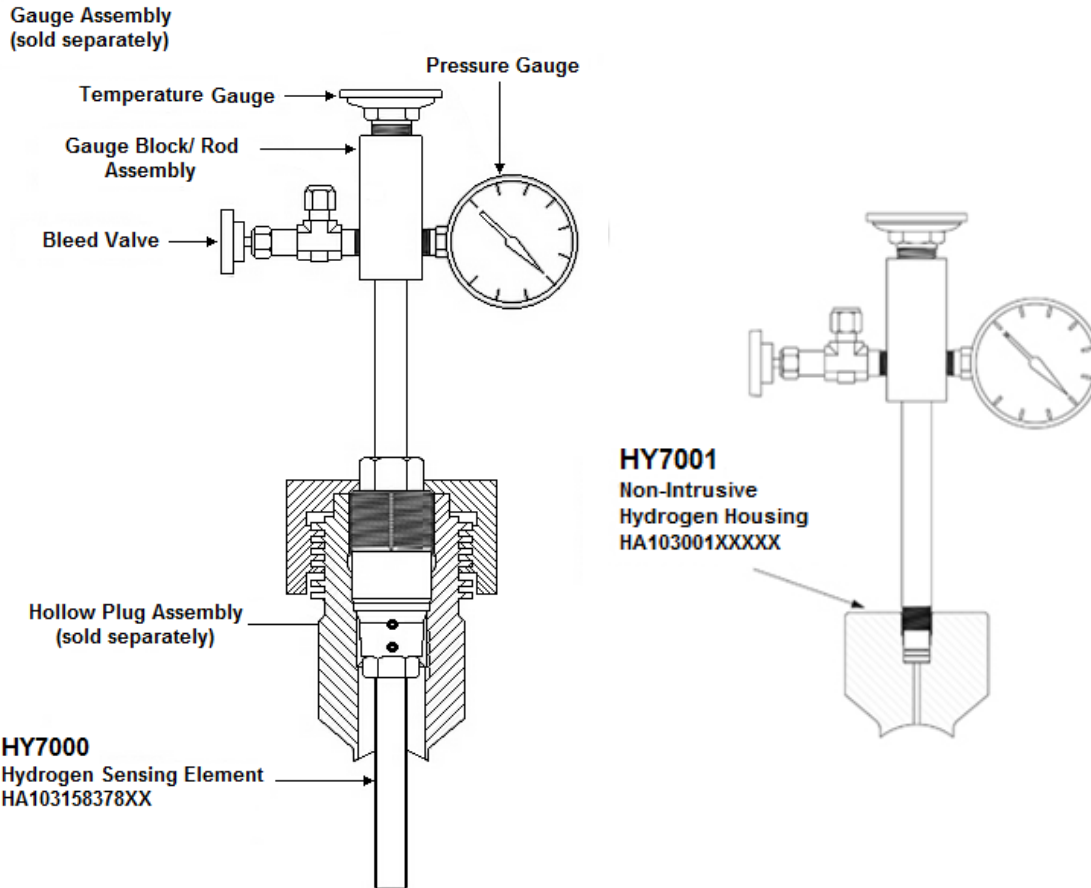 Gauge Assembly
(sold separately)
Pressure Gauge
Temperature Gauge
Gauge Block/ Rod
Assembly
Bleed Valve
HY7001
Non-Intrusive
Hydrogen Housing
HA103001XXXXX
Hollow Plug Assembly
(sold separately)
HY7000
Hydrogen Sensing Element
HA103158378XX